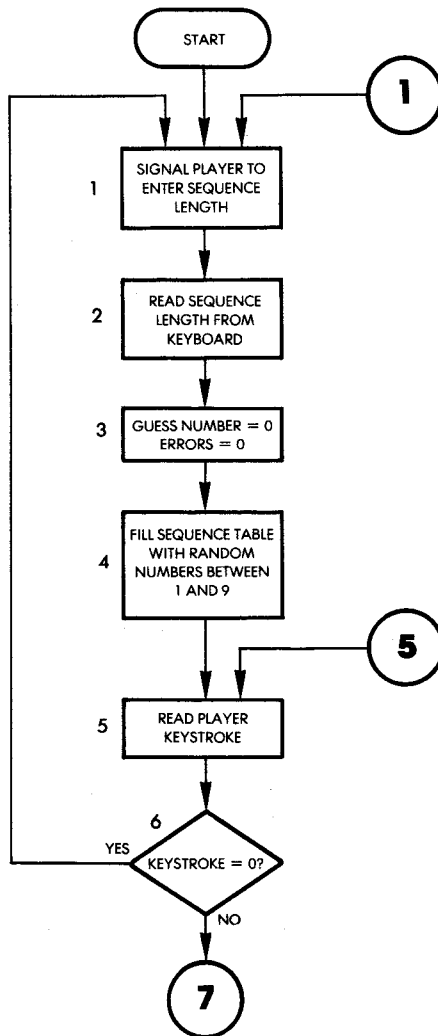 START
1
1
SIGNAL PLAYER TO
ENTER SEQUENCE
LENGTH
2
READ SEQUENCE
LENGTH FROM
KEYBOARD
3
GUESS NUMBER = 0
ERRORS = 0
4
FILL SEQUENCE TABLE
WITH RANDOM
NUMBERS BETWEEN
1 AND 9
5
5
READ PLAYER
KEYSTROKE
6
YES
KEYSTROKE = 0?
NO
7